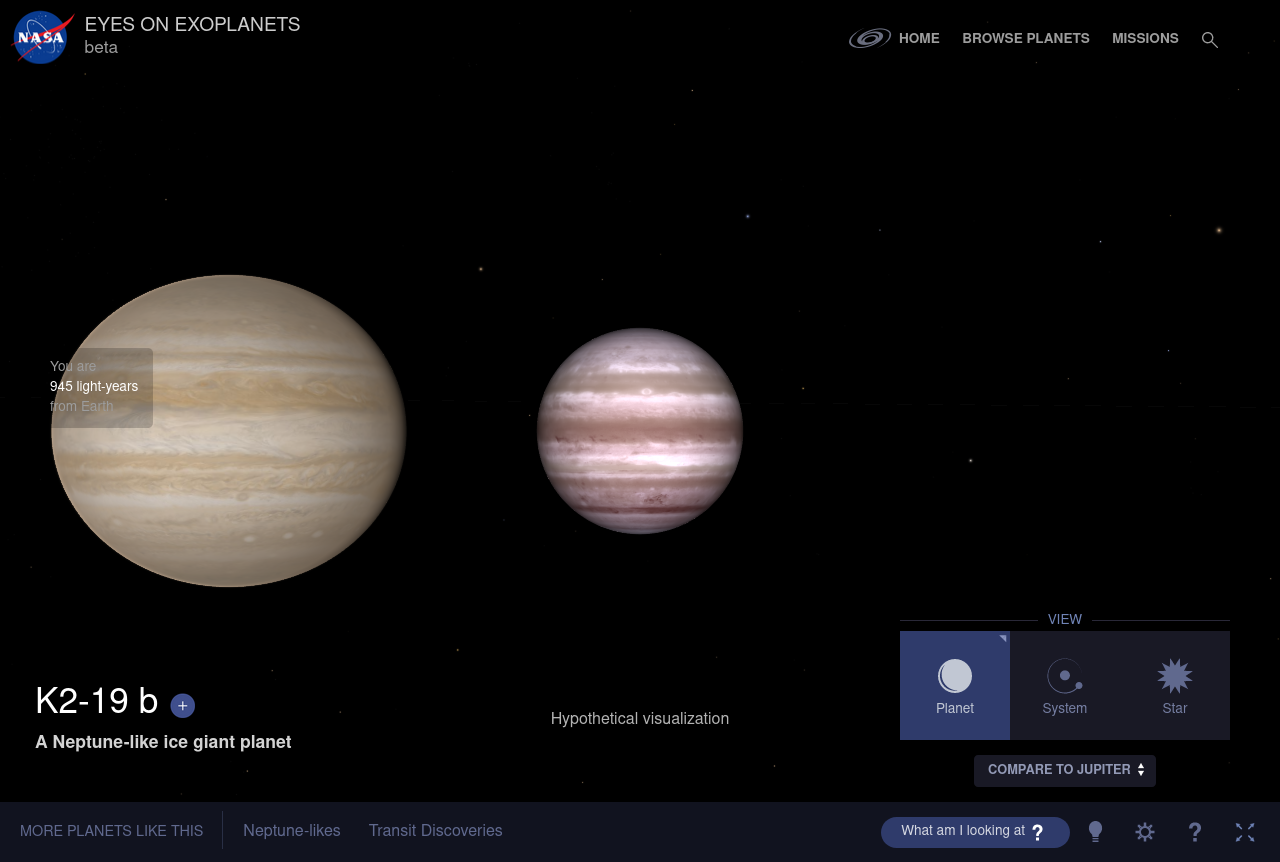 NASA
EYES ON EXOPLANETS
beta
HOME
BROWSE PLANETS
MISSIONS
You are
945 light-years
from Earth
VIEW
Planet
System
Star
K2-19 b +
A Neptune-like ice giant planet
Hypothetical visualization
COMPARE TO JUPITER
MORE PLANETS LIKE THIS
Neptune-likes
Transit Discoveries
What am I looking at ?
?